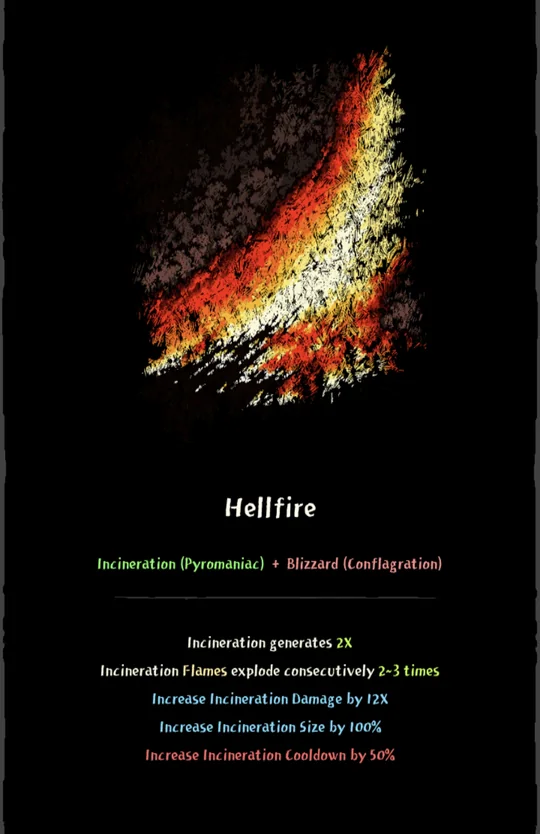 Hellfire
Incineration (Pyromaniac) + Blizzard (Conflagration)
Incineration generates 2X
Incineration Flames explode consecutively 2~3 times
Increase Incineration Damage by 12X
Increase Incineration Size by 100%
Increase Incineration Cooldown by 50%